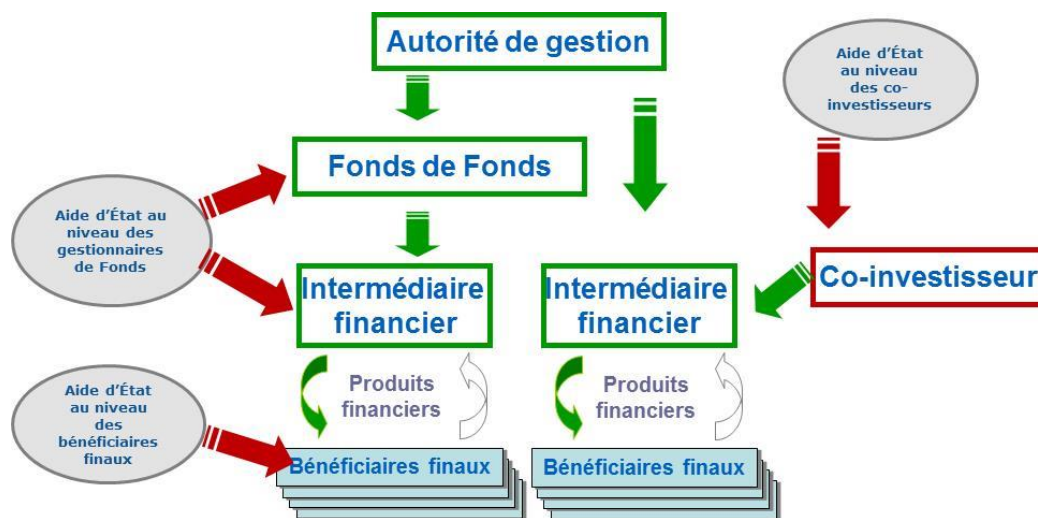 Autorité de gestion
Aide d'État
au niveau
des co-
investisseurs
Fonds de Fonds
Aide d'État au
niveau des
gestionnaires
de Fonds
Intermédiaire
financier
Intermédiaire
financier
Co-investisseur
Produits
financiers
Produits
financiers
Aide d'État
au niveau
des
bénéficiaires
finaux
Bénéficiaires finaux
Bénéficiaires finaux